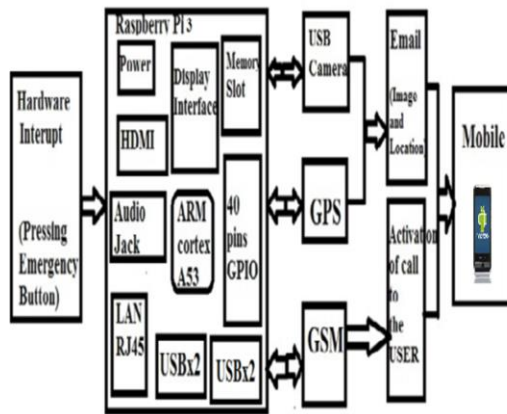 Hardware
Interupt
(Pressing
Emergency
Button)
Raspberry Pi 3
Power
Display
Interface
Memory
Slot
HDMI
Audio
Jack
ARM
cortex
A53
40
pins
GPIO
LAN
RJ45
USBx2
USBx2
USB
Camera
GPS
GSM
Email
(Image
and
Location)
Activation
of call
to
the
USER
Mobile